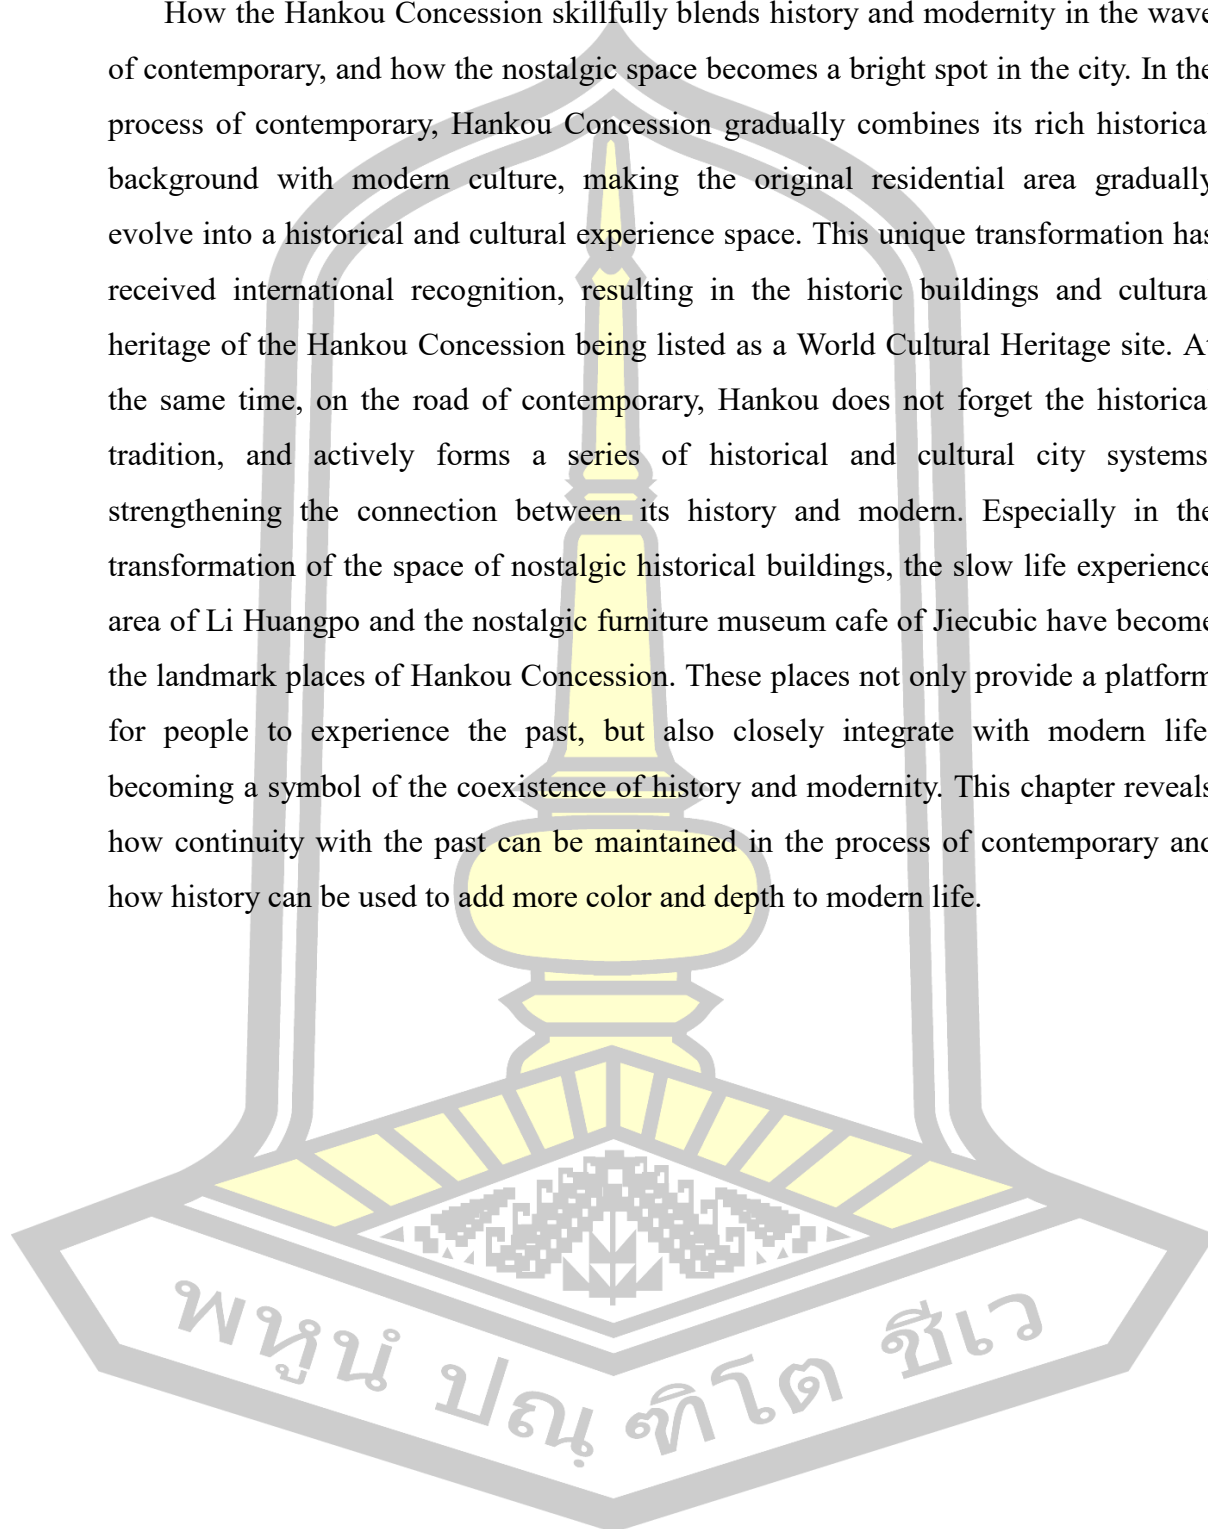 How the Hankou Concession skillfully blends history and modernity in the wave
of contemporary, and how the nostalgic space becomes a bright spot in the city. In the
process of contemporary, Hankou Concession gradually combines its rich historical
background with modern culture, making the original residential area gradually
evolve into a historical and cultural experience space. This unique transformation has
received international recognition, resulting in the historic buildings and cultural
heritage of the Hankou Concession being listed as a World Cultural Heritage site. At
the same time, on the road of contemporary, Hankou does not forget the historical
tradition, and actively forms a series of historical and cultural city systems
strengthening the connection between its history and modern. Especially in the
transformation of the space of nostalgic historical buildings, the slow life experience
area of Li Huangpo and the nostalgic furniture museum cafe of Jiecubic have become
the landmark places of Hankou Concession. These places not only provide a platform
for people to experience the past, but also closely integrate with modern life
becoming a symbol of the coexistence of history and modernity. This chapter reveals
how continuity with the past can be maintained in the process of contemporary and
how history can be used to add more color and depth to modern life.
พหูนํ ปณฺฑิโต ชีเว